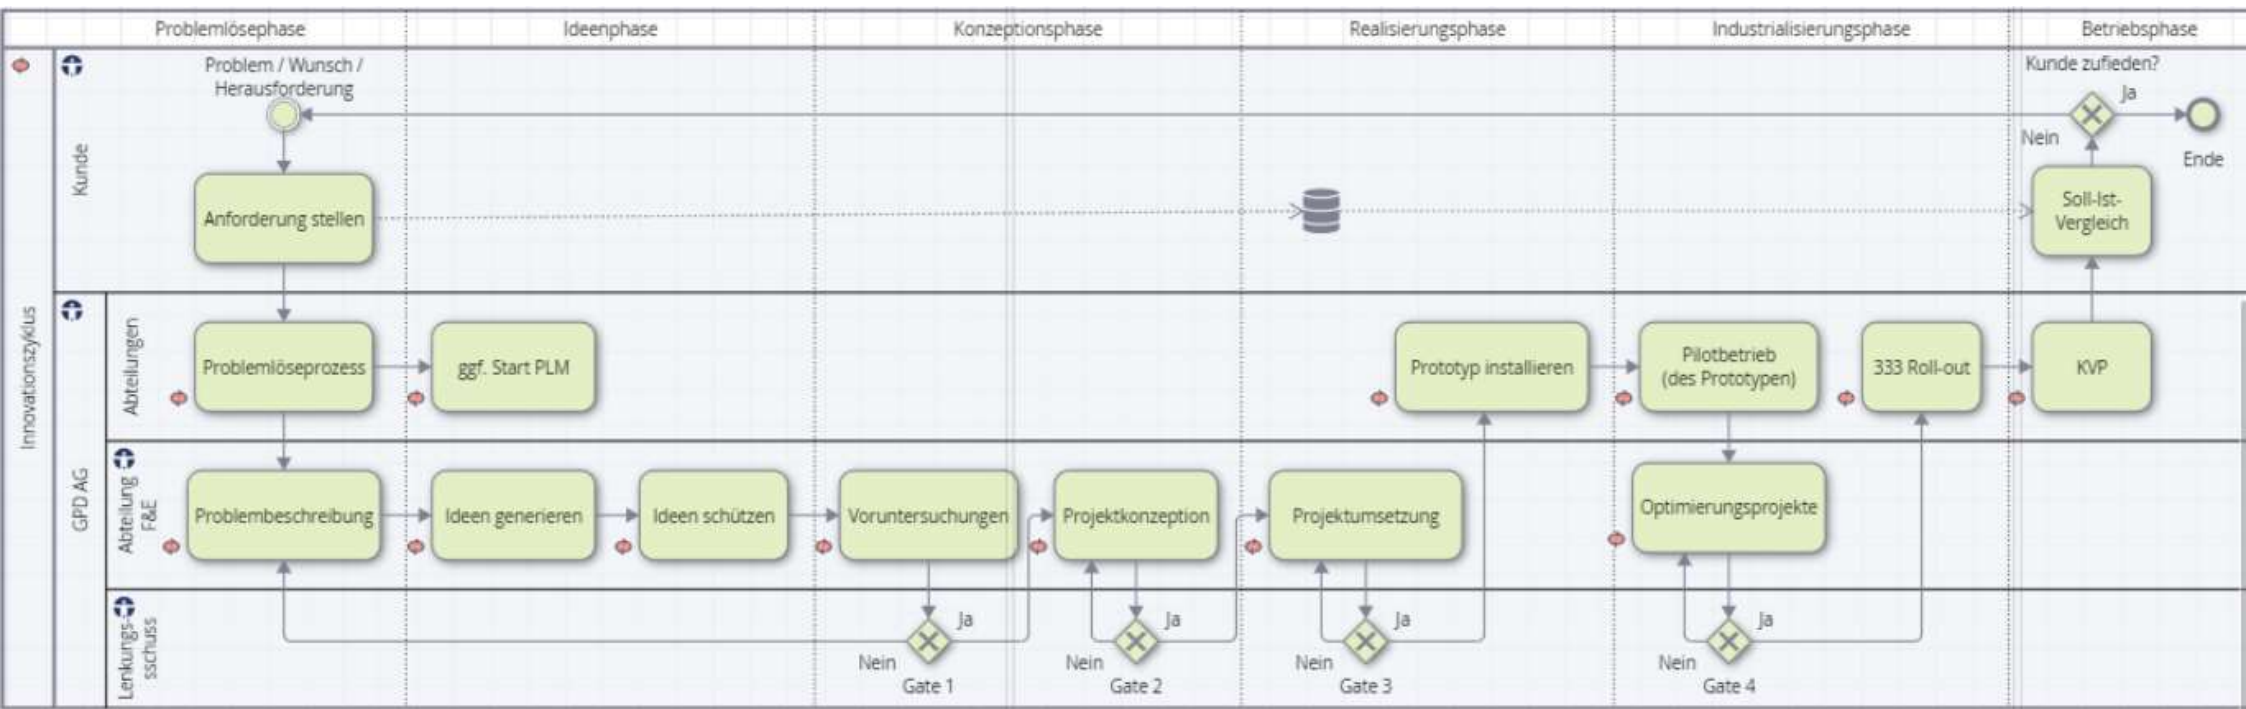 Problemlösephase
Ideenphase
Konzeptionsphase
Realisierungsphase
Industrialisierungsphase
Betriebsphase
Innovationszyklus
Kunde
Problem / Wunsch /
Herausforderung
Anforderung stellen
Kunde zufieden?
Ja
Nein
Ende
Soll-Ist-
Vergleich
GPD AG
Abteilungen
Problemlöseprozess
ggf. Start PLM
Prototyp installieren
Pilotbetrieb
(des Prototypen)
333 Roll-out
KVP
Abteilung
F&E
Problembeschreibung
Ideen generieren
Ideen schützen
Voruntersuchungen
Projektkonzeption
Projektumsetzung
Optimierungsprojekte
Lenkungs-
sschuss
Ja
Nein
Gate 1
Ja
Nein
Gate 2
Ja
Nein
Gate 3
Ja
Nein
Gate 4